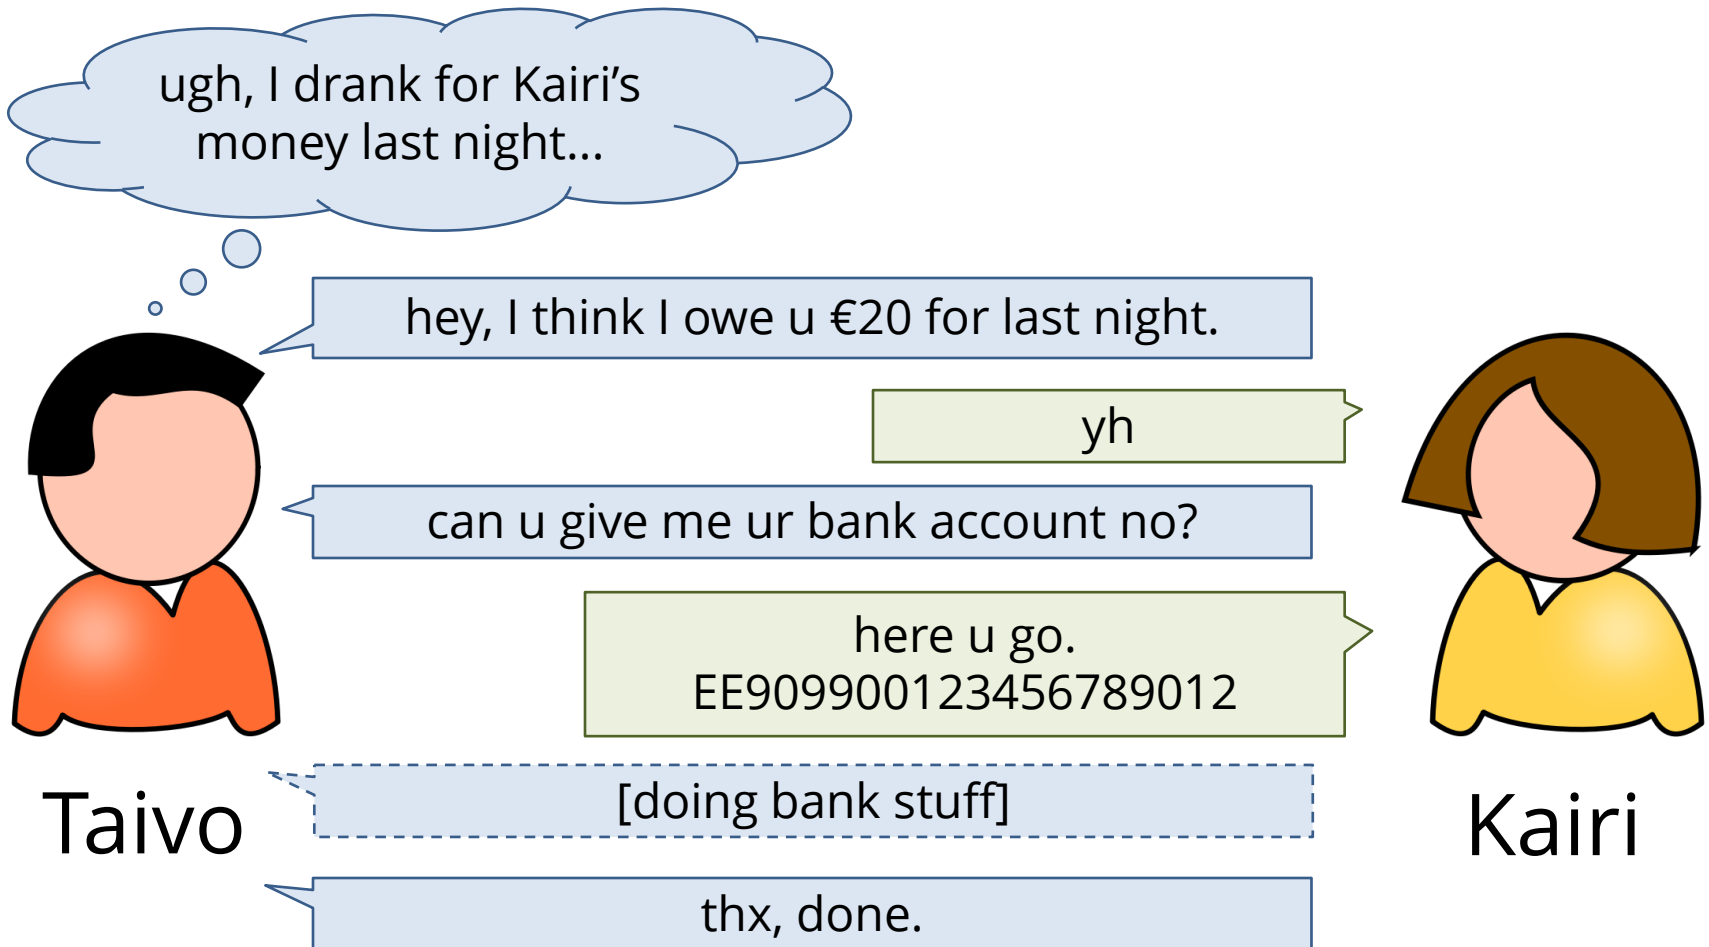 ugh, I drank for Kairi’s
money last night...
hey, I think I owe u €20 for last night.
yh
can u give me ur bank account no?
here u go.
EE909900123456789012
[doing bank stuff]
Taivo
Kairi
thx, done.